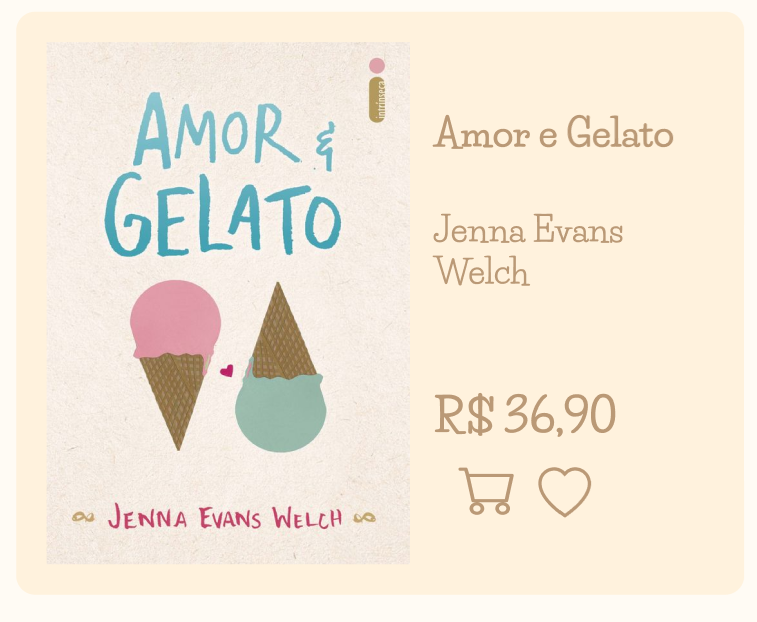 intrínseca
AMOR &
GELATO
JENNA EVANS WELCH
Amor e Gelato
Jenna Evans
Welch
R$ 36,90